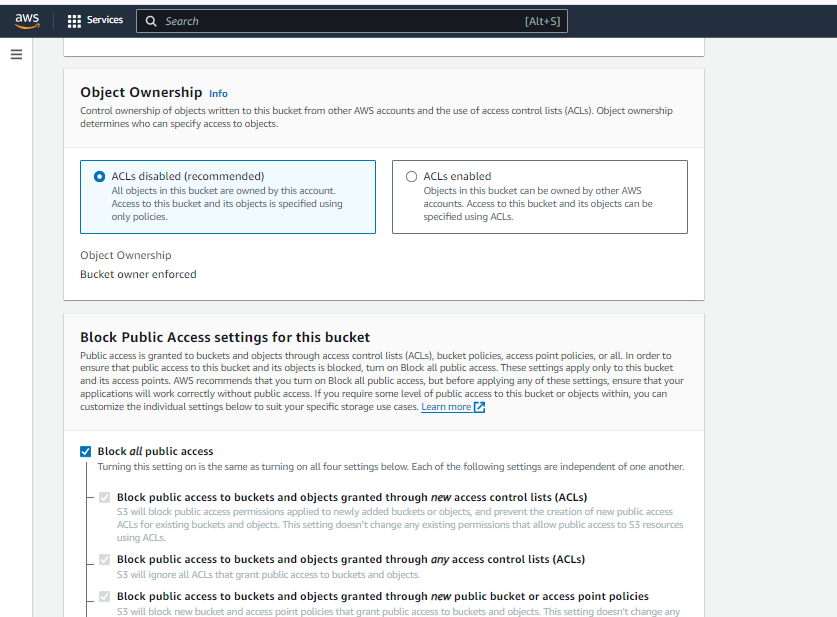 aws
Services
Search
[Alt+S]
Object Ownership Info
Control ownership of objects written to this bucket from other AWS accounts and the use of access control lists (ACLs). Object ownership
determines who can specify access to objects.
ACLs disabled (recommended)
All objects in this bucket are owned by this account.
Access to this bucket and its objects is specified using
only policies.
ACLs enabled
Objects in this bucket can be owned by other AWS
accounts. Access to this bucket and its objects can be
specified using ACLs.
Object Ownership
Bucket owner enforced
Block Public Access settings for this bucket
Public access is granted to buckets and objects through access control lists (ACLs), bucket policies, access point policies, or all. In order to
ensure that public access to this bucket and its objects is blocked, turn on Block all public access. These settings apply only to this bucket
and its access points. AWS recommends that you turn on Block all public access, but before applying any of these settings, ensure that your
applications will work correctly without public access. If you require some level of public access to this bucket or objects within, you can
customize the individual settings below to suit your specific storage use cases. Learn more
Block all public access
Turning this setting on is the same as turning on all four settings below. Each of the following settings are independent of one another.
Block public access to buckets and objects granted through new access control lists (ACLs)
S3 will block public access permissions applied to newly added buckets or objects, and prevent the creation of new public access
ACLs for existing buckets and objects. This setting doesn't change any existing permissions that allow public access to S3 resources
using ACLs.
Block public access to buckets and objects granted through any access control lists (ACLs)
S3 will ignore all ACLs that grant public access to buckets and objects.
Block public access to buckets and objects granted through new public bucket or access point policies
S3 will block new bucket and access point policies that grant public access to buckets and objects. This setting doesn't change any